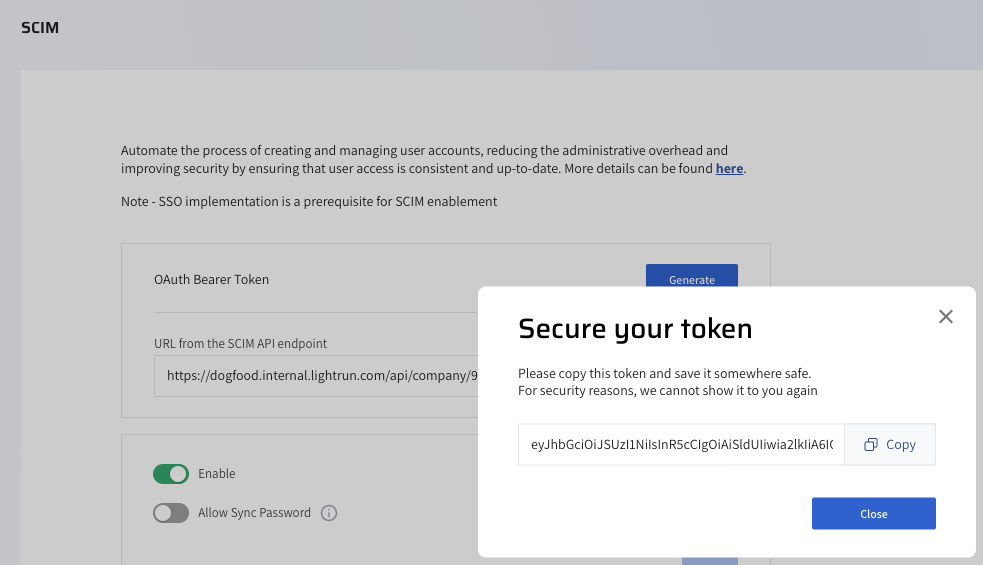 SCIM
Automate the process of creating and managing user accounts, reducing the administrative overhead and
improving security by ensuring that user access is consistent and up-to-date. More details can be found here.
Note - SSO implementation is a prerequisite for SCIM enablement
OAuth Bearer Token
Generate
URL from the SCIM API endpoint
https://dogfood.internal.lightrun.com/api/company/9
Enable
Allow Sync Password
Secure your token
Please copy this token and save it somewhere safe.
For security reasons, we cannot show it to you again
eyJhbGciOiJSUzI1NiIsInR5cCIgOiAiSldUIiwia2lkIiA6IC
Copy
Close